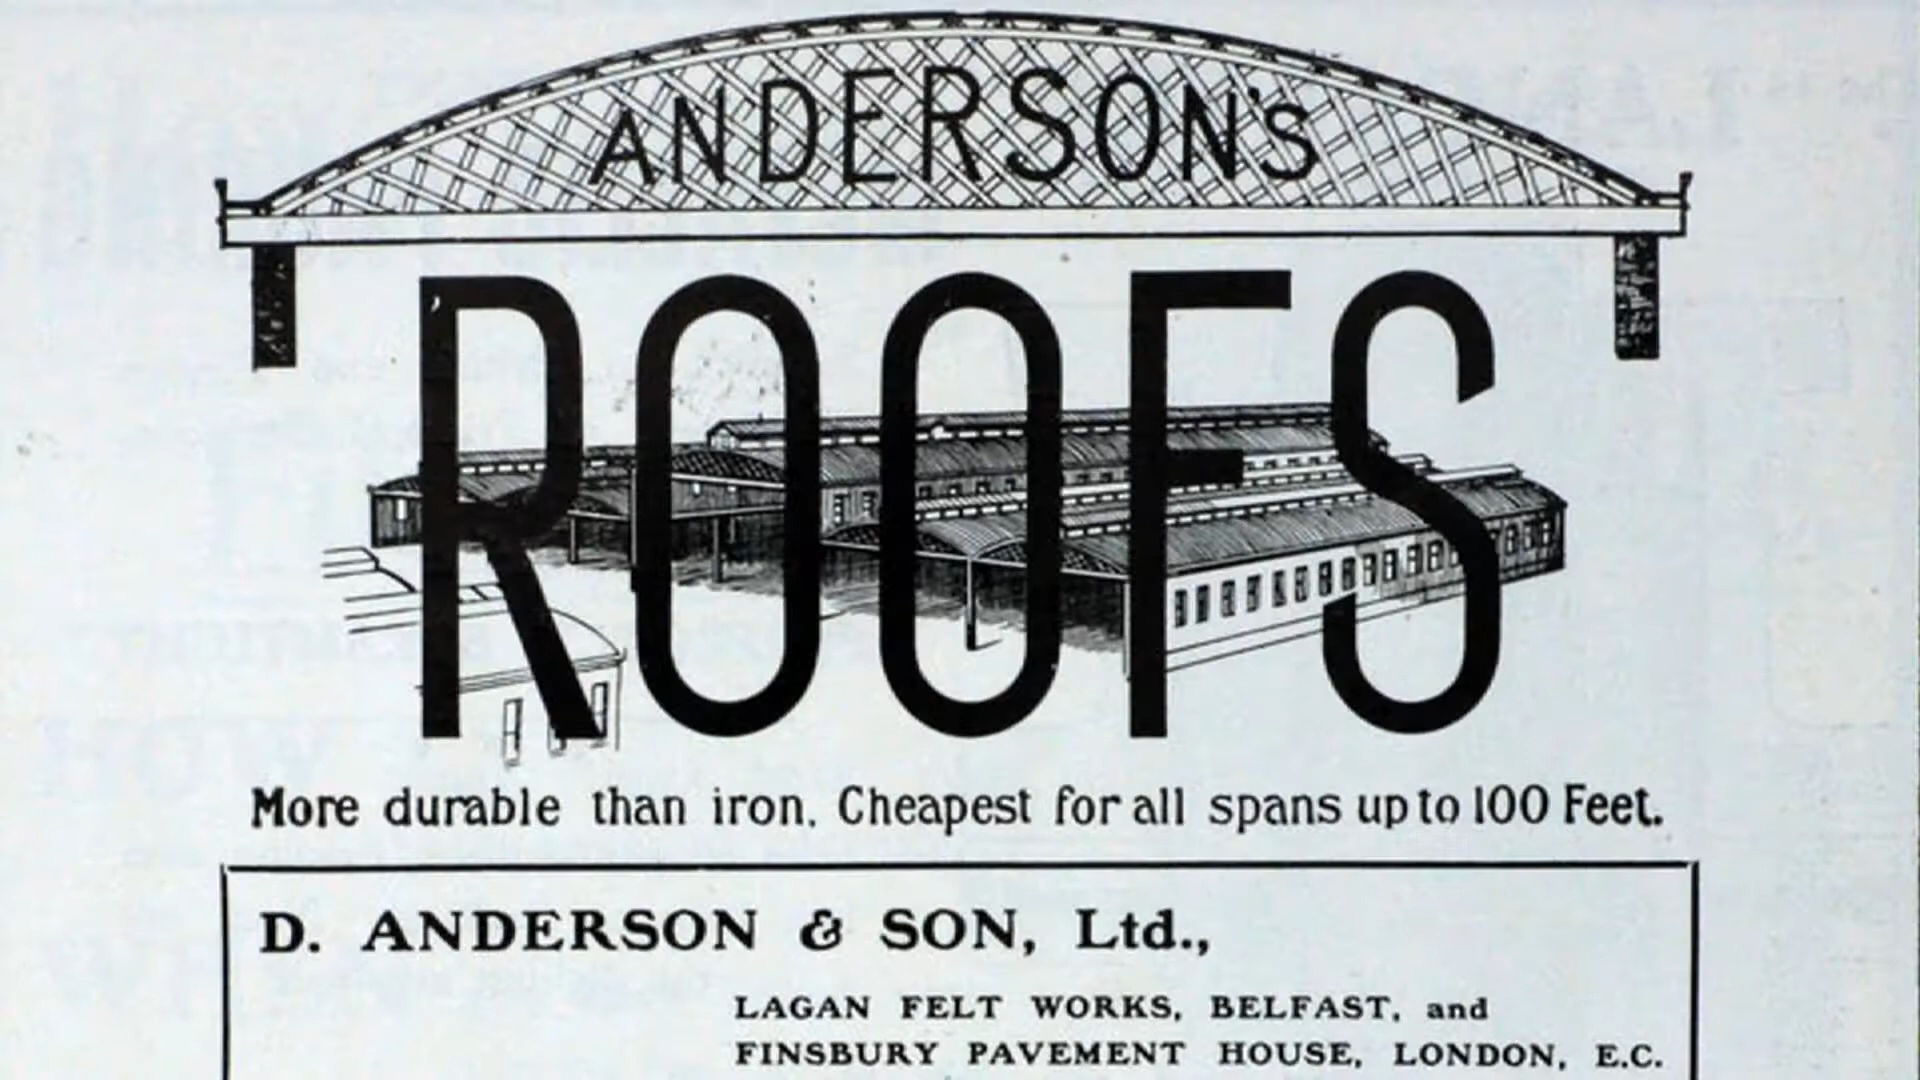 ANDERSON'S
ROOFS
More durable than iron. Cheapest for all spans up to 100 Feet.
D. ANDERSON & SON, Ltd.,
LAGAN FELT WORKS, BELFAST, and
FINSBURY PAVEMENT HOUSE, LONDON, E.C.